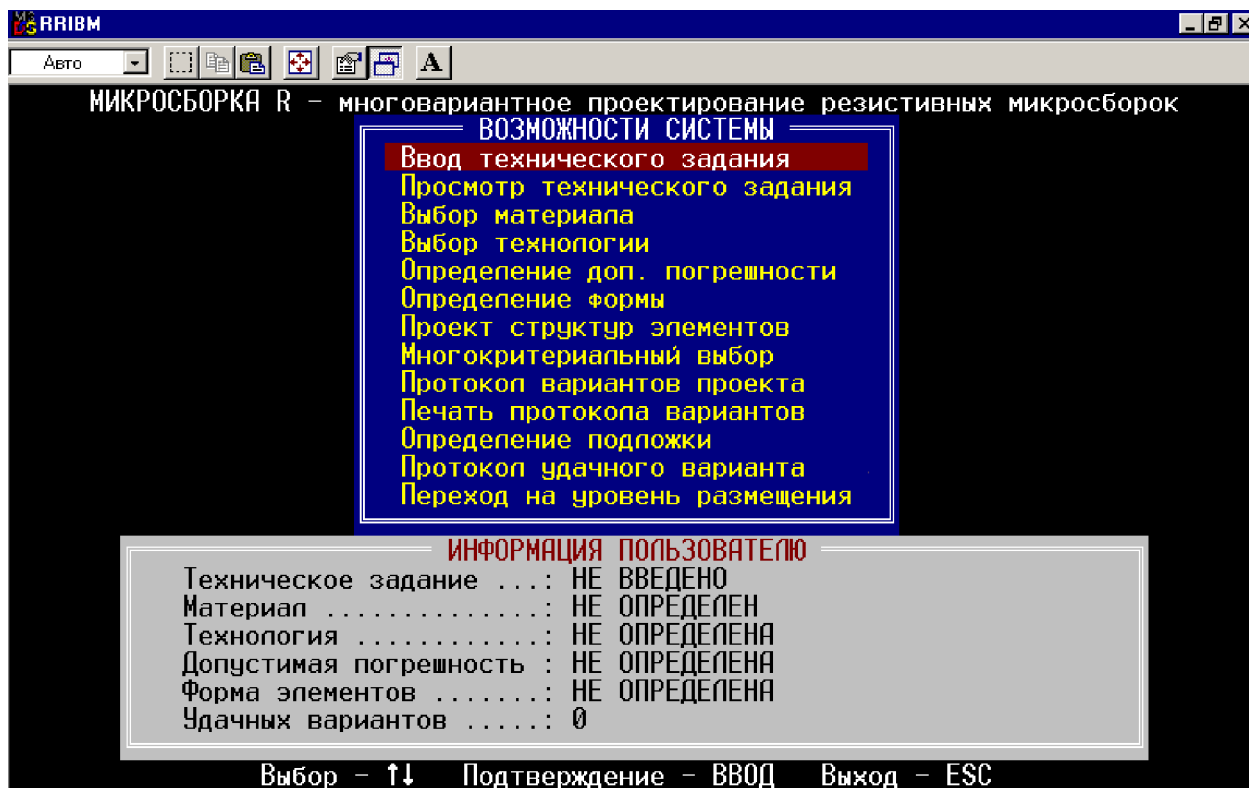 RRIBM
Авто
A
МИКРОСБОРКА R – многовариантное проектирование резистивных микросборок
ВОЗМОЖНОСТИ СИСТЕМЫ
Ввод технического задания
Просмотр технического задания
Выбор материала
Выбор технологии
Определение доп. погрешности
Определение формы
Проект структур элементов
Многокритериальный выбор
Протокол вариантов проекта
Печать протокола вариантов
Определение подложки
Протокол удачного варианта
Переход на уровень размещения
ИНФОРМАЦИЯ ПОЛЬЗОВАТЕЛЮ
Техническое задание ...: НЕ ВВЕДЕНО
Материал ..............: НЕ ОПРЕДЕЛЕН
Технология ............: НЕ ОПРЕДЕЛЕНА
Допустимая погрешность : НЕ ОПРЕДЕЛЕНА
Форма элементов .......: НЕ ОПРЕДЕЛЕНА
Удачных вариантов .....: 0
Выбор – ↑↓ Подтверждение – ВВОД Выход – ESC